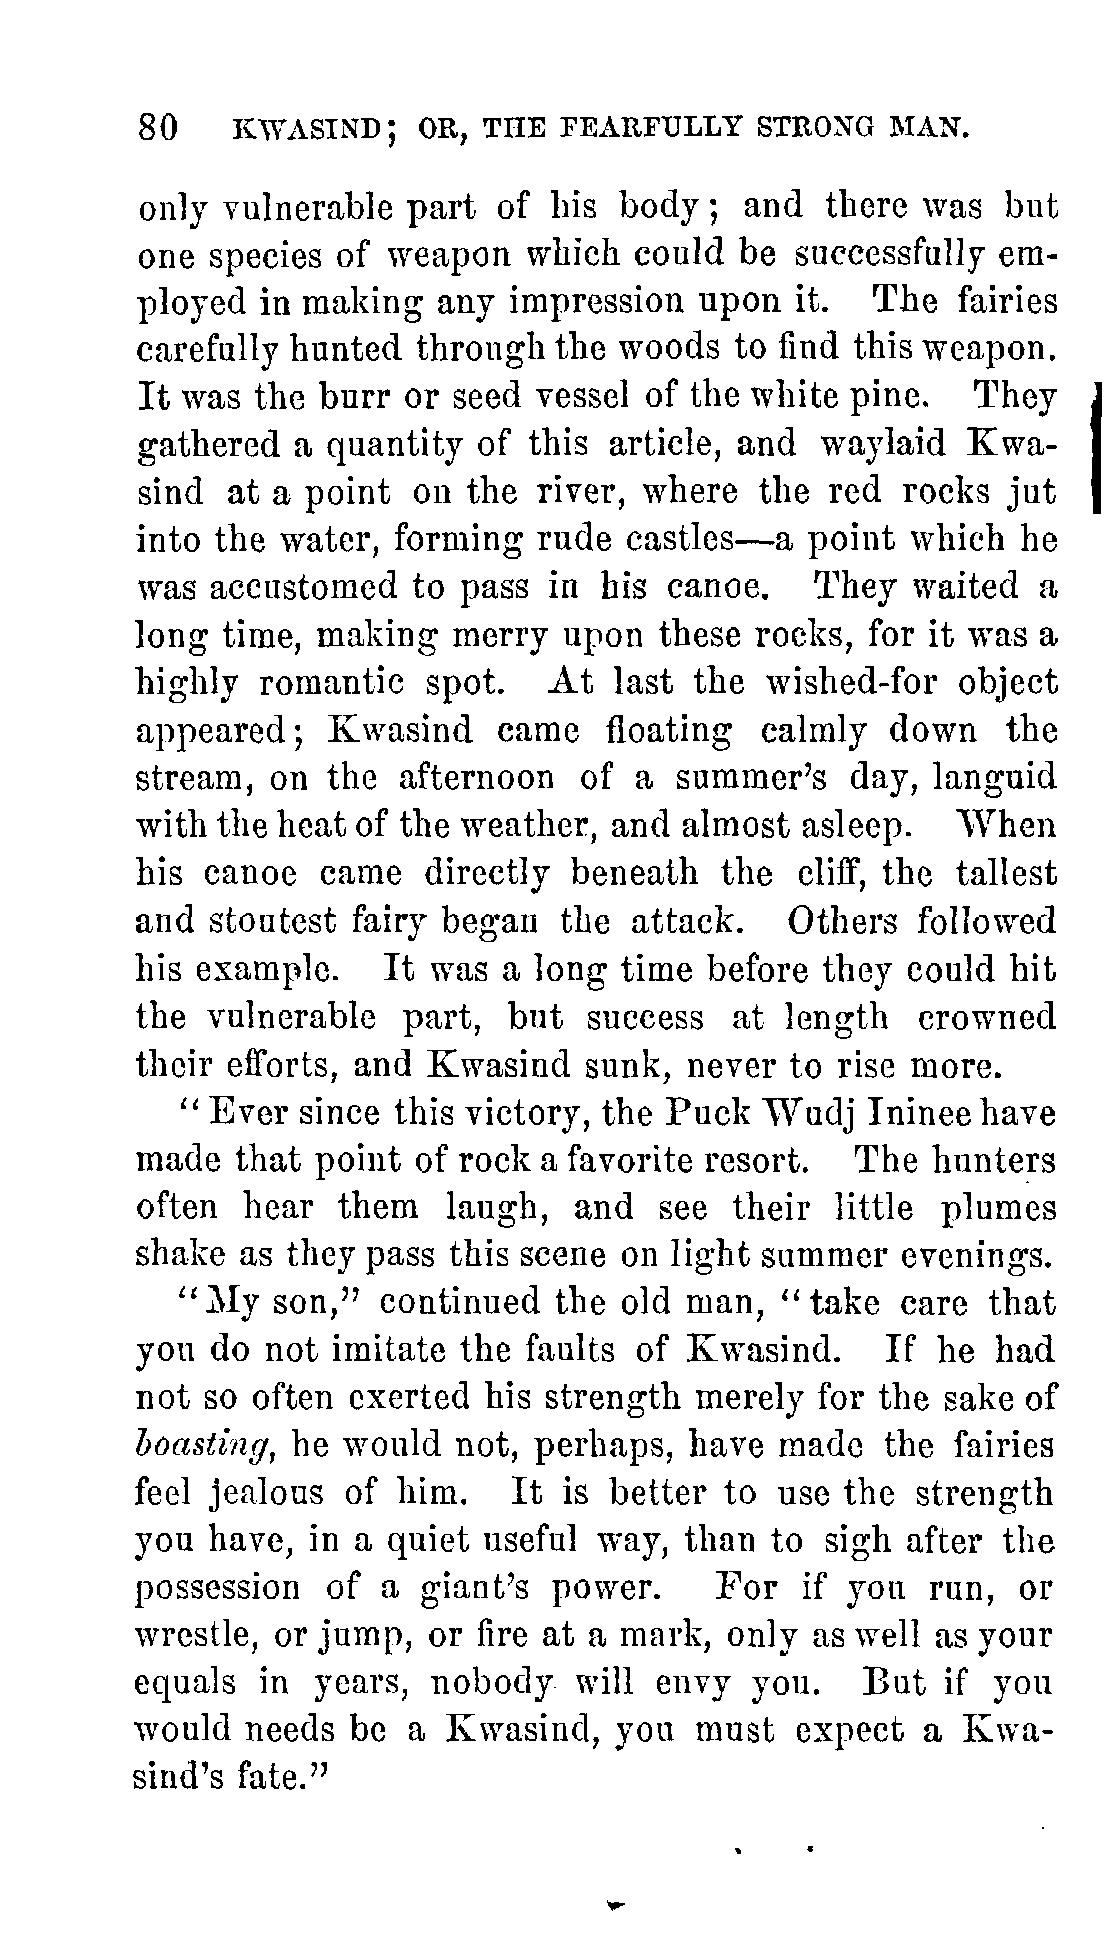 80 KWASIND; OR, THE FEARFULLY STRONG MAN.
only vulnerable part of his body; and there was but
one species of weapon which could be successfully em-
ployed in making any impression upon it. The fairies
carefully hunted through the woods to find this weapon.
It was the burr or seed vessel of the white pine. They
gathered a quantity of this article, and waylaid Kwa-
sind at a point on the river, where the red rocks jut
into the water, forming rude castles—a point which he
was accustomed to pass in his canoe. They waited a
long time, making merry upon these rocks, for it was a
highly romantic spot. At last the wished-for object
appeared; Kwasind came floating calmly down the
stream, on the afternoon of a summer's day, languid
with the heat of the weather, and almost asleep. When
his canoe came directly beneath the cliff, the tallest
and stoutest fairy began the attack. Others followed
his example. It was a long time before they could hit
the vulnerable part, but success at length crowned
their efforts, and Kwasind sunk, never to rise more.
"Ever since this victory, the Puck Wudj Ininee have
made that point of rock a favorite resort. The hunters
often hear them laugh, and see their little plumes
shake as they pass this scene on light summer evenings.
"My son," continued the old man, "take care that
you do not imitate the faults of Kwasind. If he had
not so often exerted his strength merely for the sake of
boasting, he would not, perhaps, have made the fairies
feel jealous of him. It is better to use the strength
you have, in a quiet useful way, than to sigh after the
possession of a giant's power. For if you run, or
wrestle, or jump, or fire at a mark, only as well as your
equals in years, nobody will envy you. But if you
would needs be a Kwasind, you must expect a Kwa-
sind's fate."